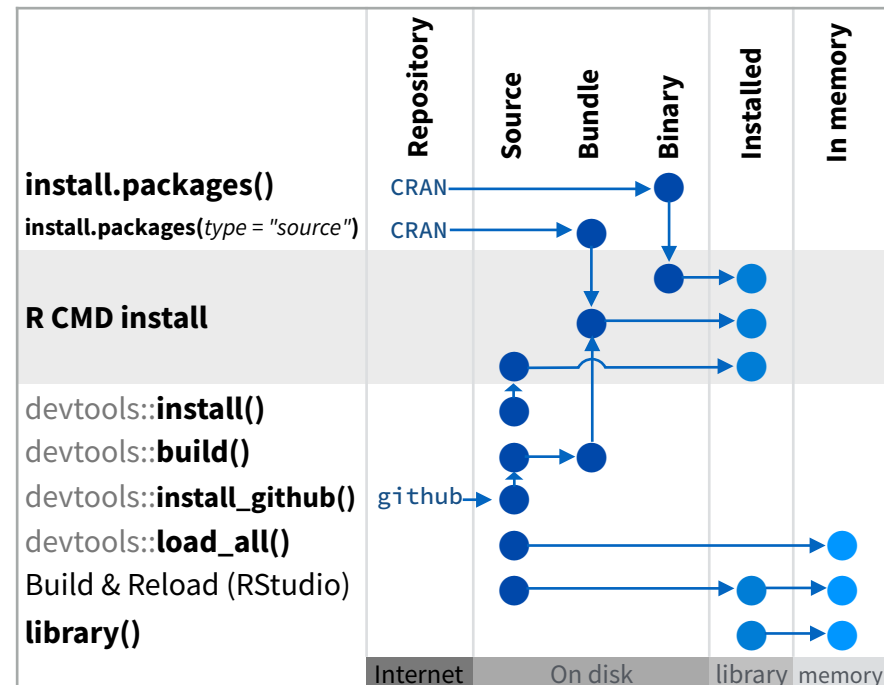 Repository
Source
Bundle
Binary
Installed
In memory
install.packages() CRAN
install.packages(type = "source") CRAN
R CMD install
devtools::install()
devtools::build()
devtools::install_github() github
devtools::load_all()
Build & Reload (RStudio)
library()
Internet On disk library memory